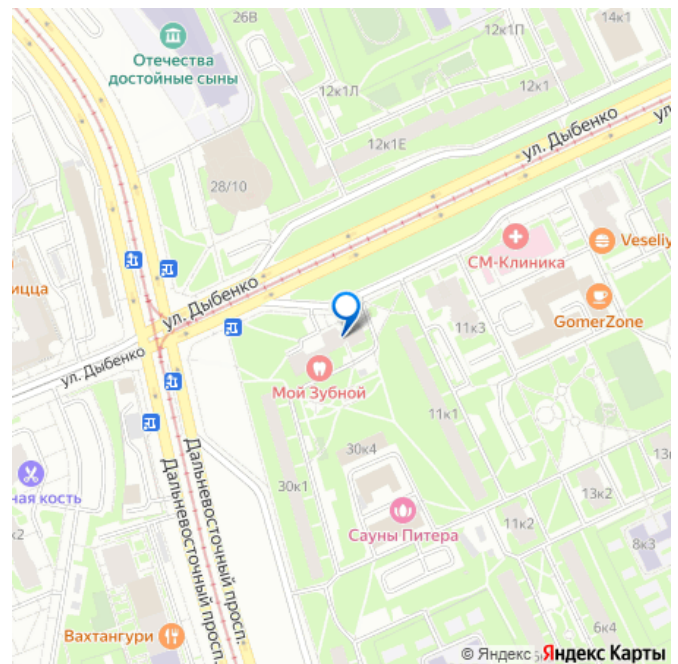 26В
12к1П
14к1
Отечества
достойные сыны
12к1Л
12к1
12к1Е
ул. Дыбенко
ул
28/10
СМ-Клиника
Veseliy
ицца
GomerZone
ул. Дыбенко
11к3
ул. Дыбенко
Мой Зубной
11к1
30к4
13к
ная кость
30к1
13к2
к2
Дальневосточный просп.
Дальневосточный просп.
Сауны Питера
11к2
8к3
6к4
Вахтангури
© Яндекс
Яндекс Карты